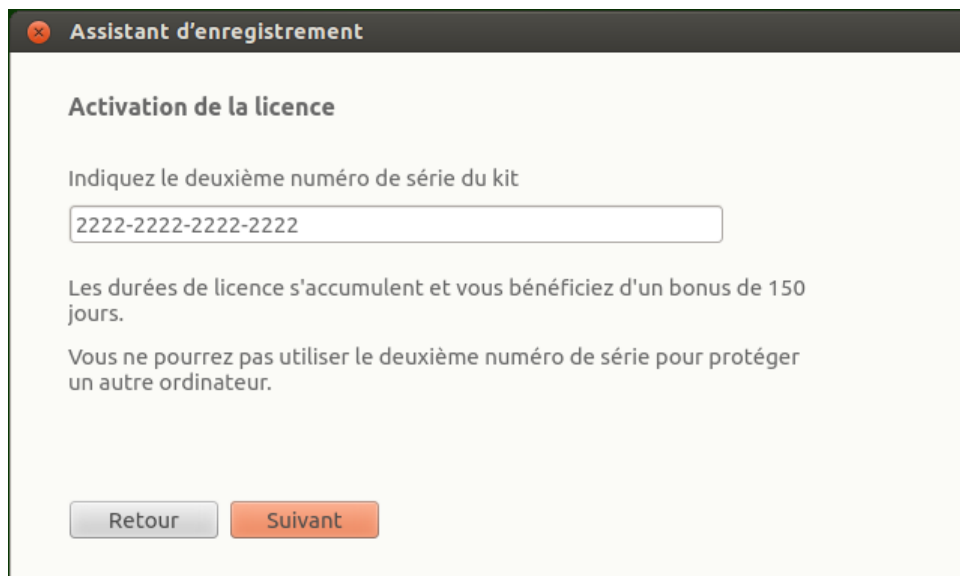 Assistant d’enregistrement
Activation de la licence
Indiquez le deuxième numéro de série du kit
2222-2222-2222-2222
Les durées de licence s'accumulent et vous bénéficiez d'un bonus de 150
jours.
Vous ne pourrez pas utiliser le deuxième numéro de série pour protéger
un autre ordinateur.
Retour Suivant